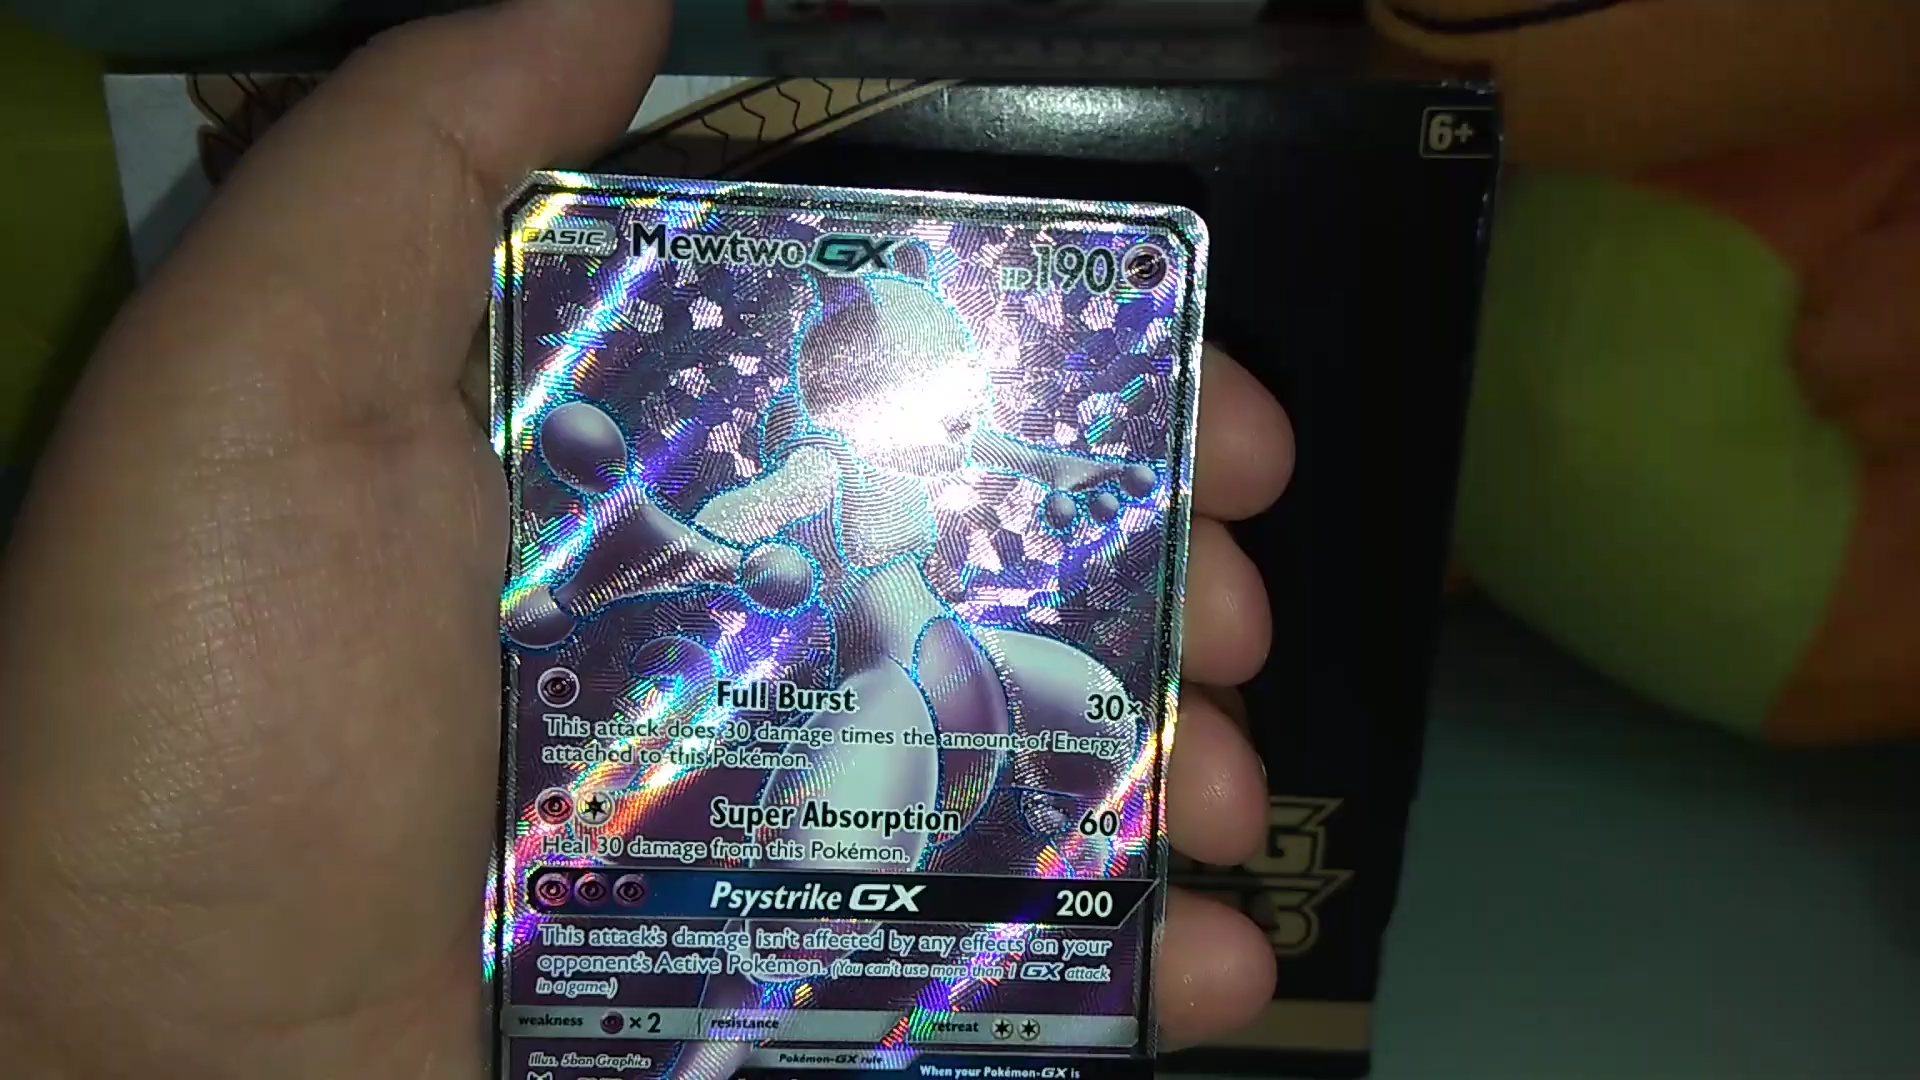 6+
BASIC Mewtwo GX HP190
Full Burst 30×
This attack does 30 damage times the amount of Energy
attached to this Pokémon.
Super Absorption 60
Heal 30 damage from this Pokémon.
Psystrike GX 200
This attack's damage isn't affected by any effects on your
opponent's Active Pokémon. (You can't use more than 1 GX attack
in a game.)
weakness ×2 resistance retreat
Illus. 5ban Graphics
Pokémon-GX rule
When your Pokémon-GX is